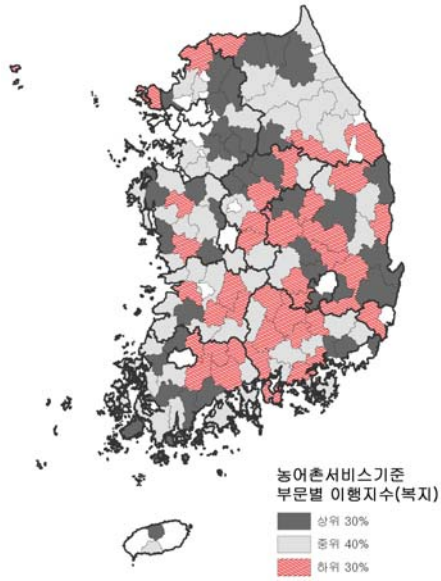 농어촌서비스기준
부문별 이행지수(복지)
상위 30%
중위 40%
하위 30%